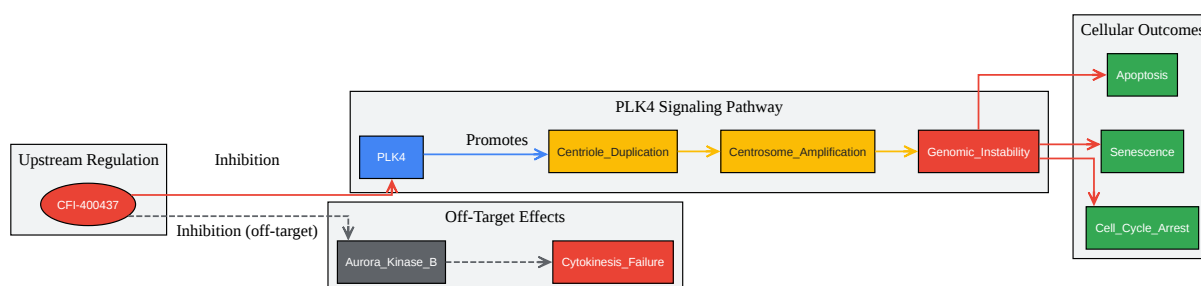 Upstream Regulation
CFI-400437
Inhibition
Inhibition (off-target)
PLK4 Signaling Pathway
PLK4
Promotes
Centriole_Duplication
Centrosome_Amplification
Genomic_Instability
Off-Target Effects
Aurora_Kinase_B
Cytokinesis_Failure
Cellular Outcomes
Apoptosis
Senescence
Cell_Cycle_Arrest